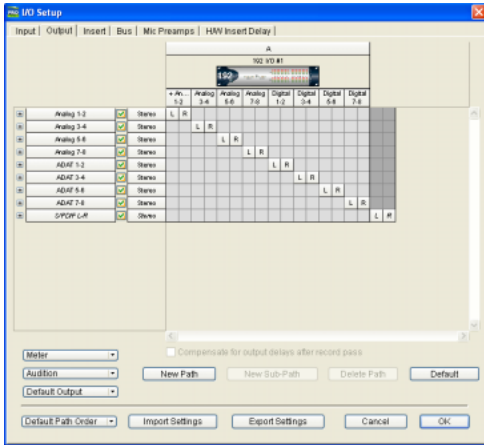 I/O Setup
Input Output Insert Bus Mic Preamps H/W Insert Delay
A
192 I/O #1
192
+ An... Analog Analog Analog Digital Digital Digital Digital
1-2 3-4 5-6 7-8 1-2 3-4 5-6 7-8
Analog 1-2 Stereo L R
Analog 3-4 Stereo L R
Analog 5-6 Stereo L R
Analog 7-8 Stereo L R
ADAT 1-2 Stereo L R
ADAT 3-4 Stereo L R
ADAT 5-6 Stereo L R
ADAT 7-8 Stereo L R
S/PDIF L-R Stereo L R
Compensate for output delays after record pass
Meter
Audition New Path New Sub-Path Delete Path Default
Default Output
Default Path Order Import Settings Export Settings Cancel OK